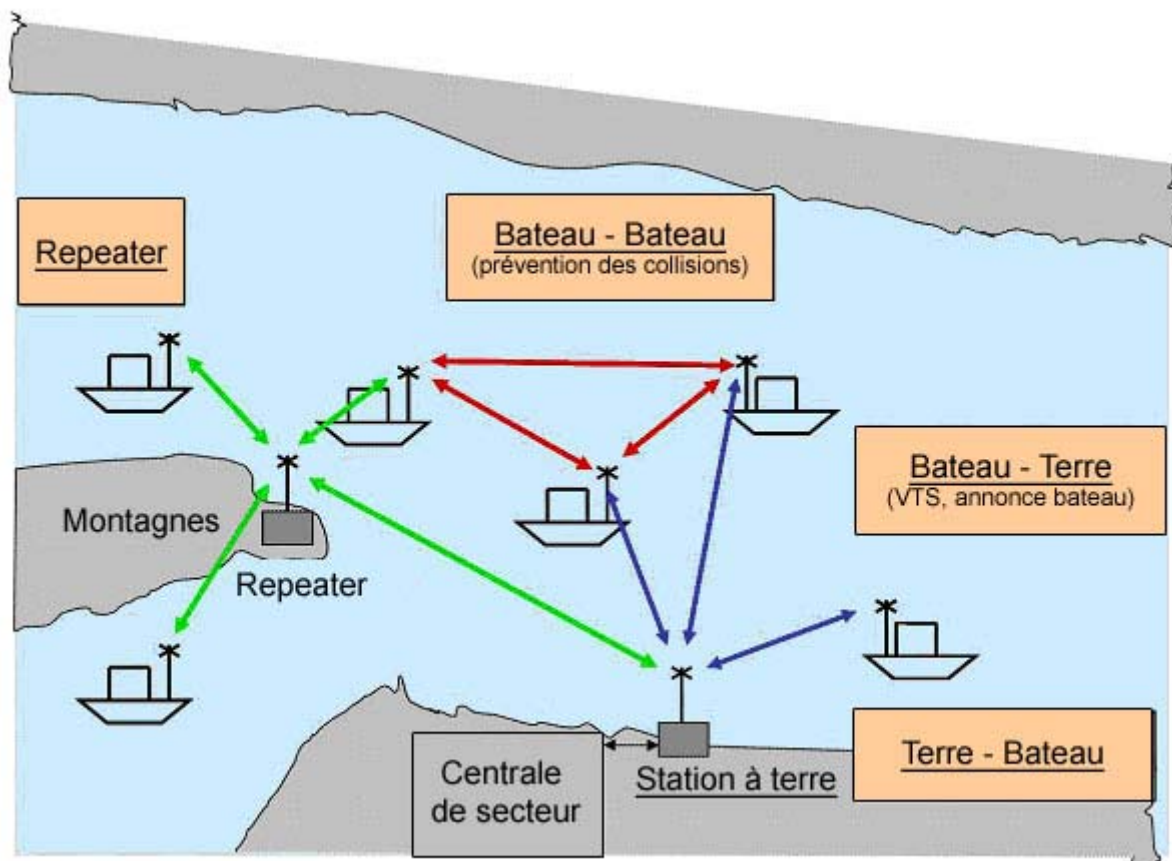 Repeater
Bateau - Bateau
(prévention des collisions)
Bateau - Terre
(VTS, annonce bateau)
Montagnes
Repeater
Terre - Bateau
Centrale
de secteur
Station à terre